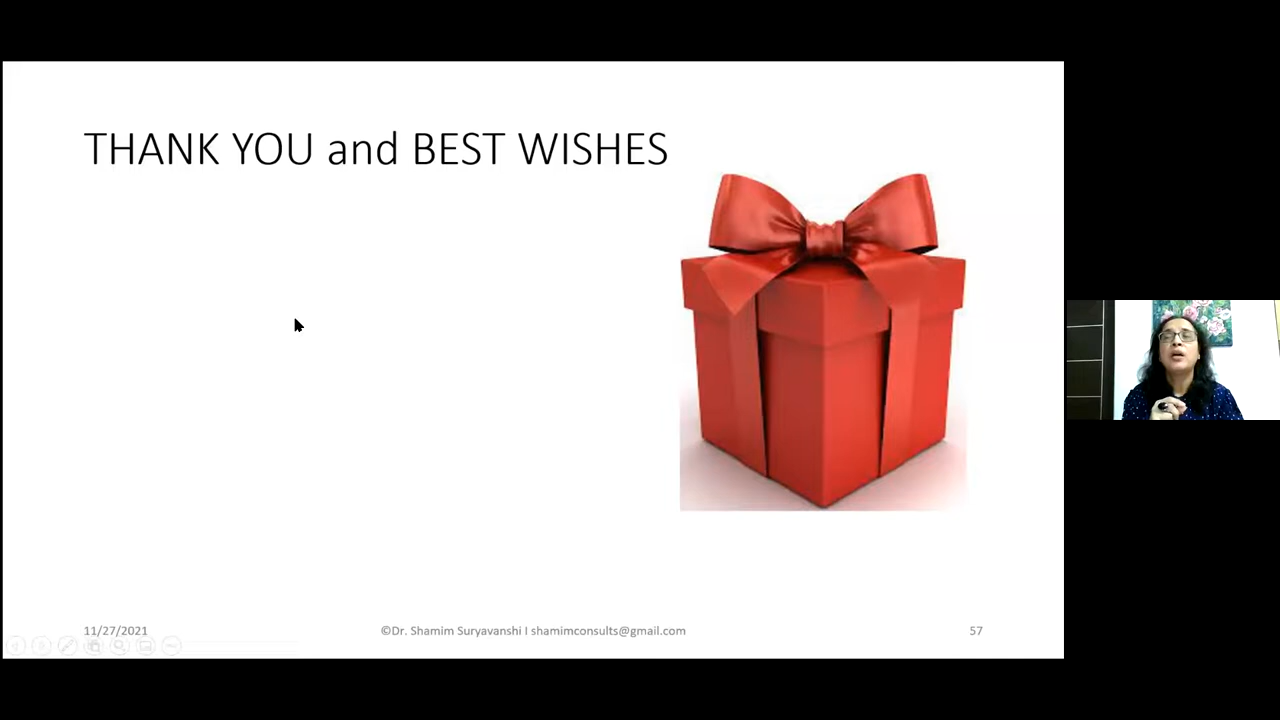 THANK YOU and BEST WISHES
11/27/2021
©Dr. Shamim Suryavanshi I shamimconsults@gmail.com
57